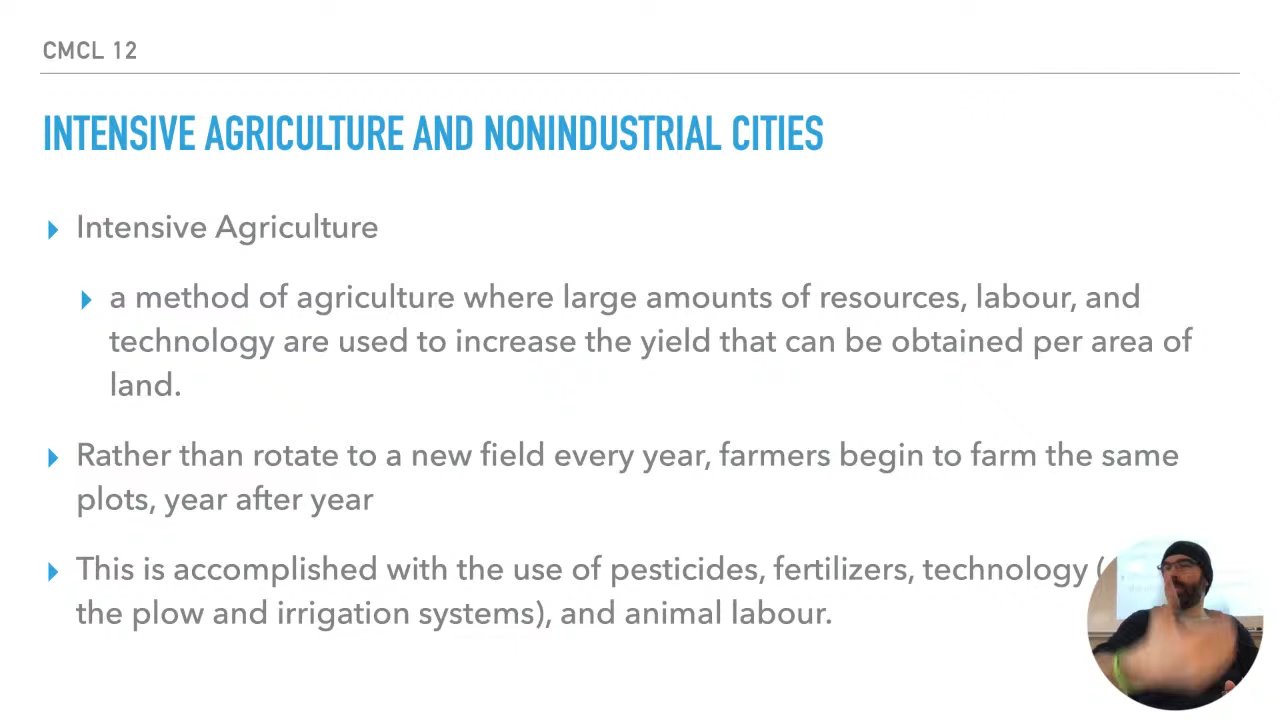 CMCL 12
INTENSIVE AGRICULTURE AND NONINDUSTRIAL CITIES
Intensive Agriculture
a method of agriculture where large amounts of resources, labour, and
technology are used to increase the yield that can be obtained per area of
land.
Rather than rotate to a new field every year, farmers begin to farm the same
plots, year after year
This is accomplished with the use of pesticides, fertilizers, technology (
the plow and irrigation systems), and animal labour.